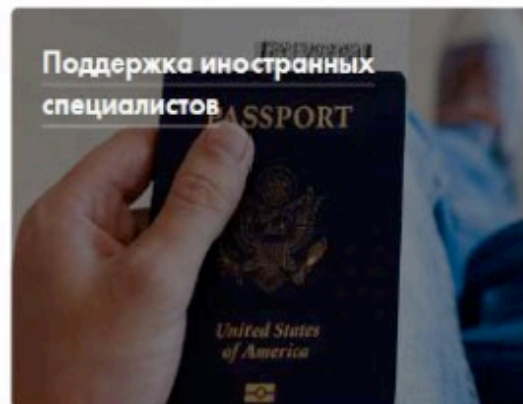 Поддержка иностранных
специалистов
PASSPORT
United States
of America